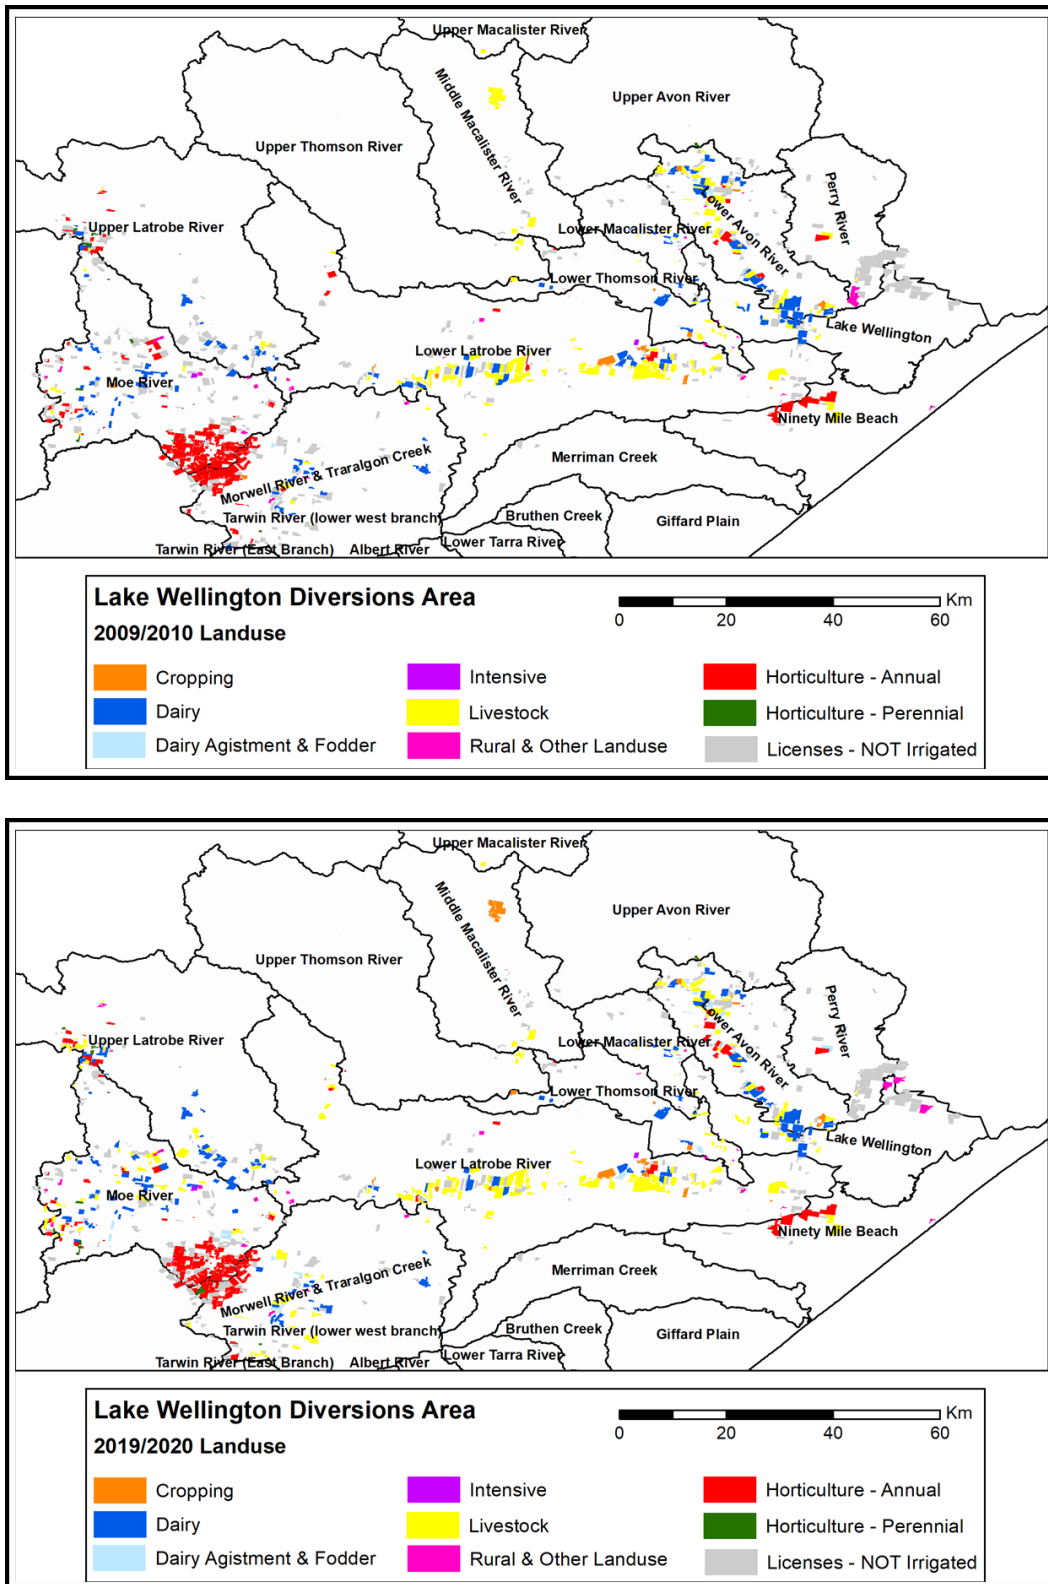 Upper Macalister River
Middle Macalister River
Upper Avon River
Upper Thomson River
Perry River
Lower Avon River
Upper Latrobe River
Lower Macalister River
Lower Thomson River
Lake Wellington
Lower Latrobe River
Moe River
Ninety Mile Beach
Merriman Creek
Morwell River & Traralgon Creek
Tarwin River (lower west branch)
Bruthen Creek
Giffard Plain
Tarwin River (East Branch)
Albert River
Lower Tarra River
Lake Wellington Diversions Area
2009/2010 Landuse
Km
0 20 40 60
Cropping
Intensive
Horticulture - Annual
Dairy
Livestock
Horticulture - Perennial
Dairy Agistment & Fodder
Rural & Other Landuse
Licenses - NOT Irrigated
Upper Macalister River
Middle Macalister River
Upper Avon River
Upper Thomson River
Perry River
Lower Avon River
Upper Latrobe River
Lower Macalister River
Lower Thomson River
Lake Wellington
Lower Latrobe River
Moe River
Ninety Mile Beach
Merriman Creek
Morwell River & Traralgon Creek
Tarwin River (lower west branch)
Bruthen Creek
Giffard Plain
Tarwin River (East Branch)
Albert River
Lower Tarra River
Lake Wellington Diversions Area
2019/2020 Landuse
Km
0 20 40 60
Cropping
Intensive
Horticulture - Annual
Dairy
Livestock
Horticulture - Perennial
Dairy Agistment & Fodder
Rural & Other Landuse
Licenses - NOT Irrigated